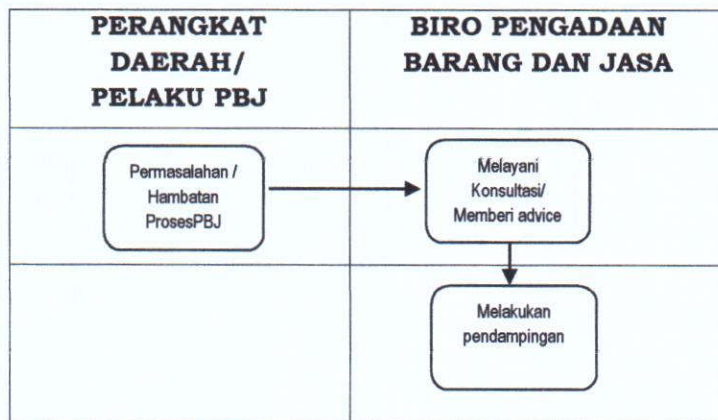 PERANGKAT
DAERAH/
PELAKU PBJ
BIRO PENGADAAN
BARANG DAN JASA
Permasalahan /
Hambatan
ProsesPBJ
Melayani
Konsultasi/
Memberi advice
Melakukan
pendampingan